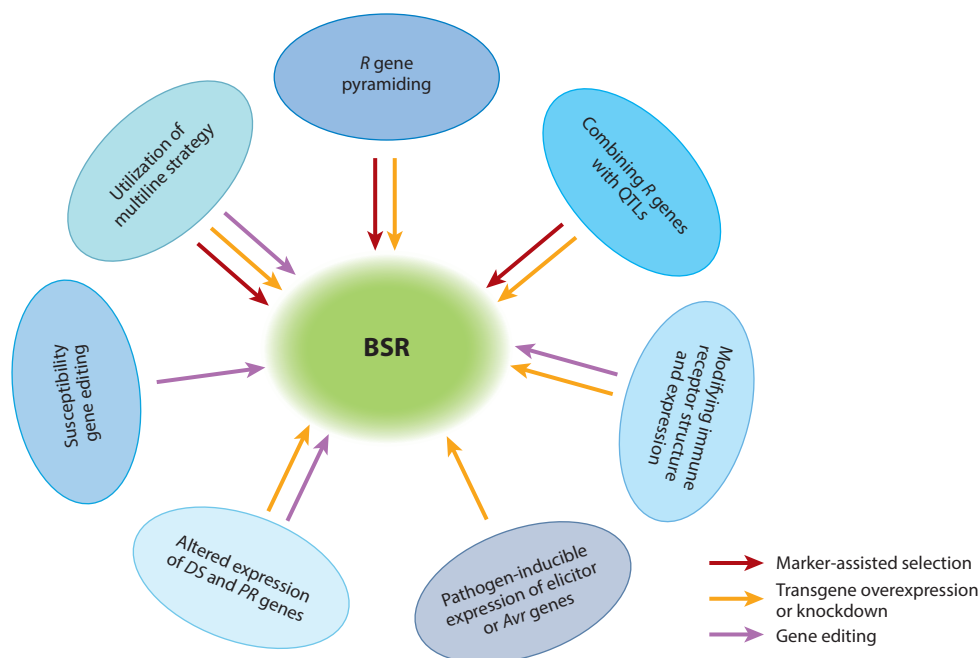 R gene
pyramiding
Combining R genes
with QTLs
Modifying immune
receptor structure
and expression
Pathogen-inducible
expression of elicitor
or Avr genes
Altered expression
of DS and PR genes
Susceptibility
gene editing
Utilization of
multiline strategy
BSR
Marker-assisted selection
Transgene overexpression
or knockdown
Gene editing